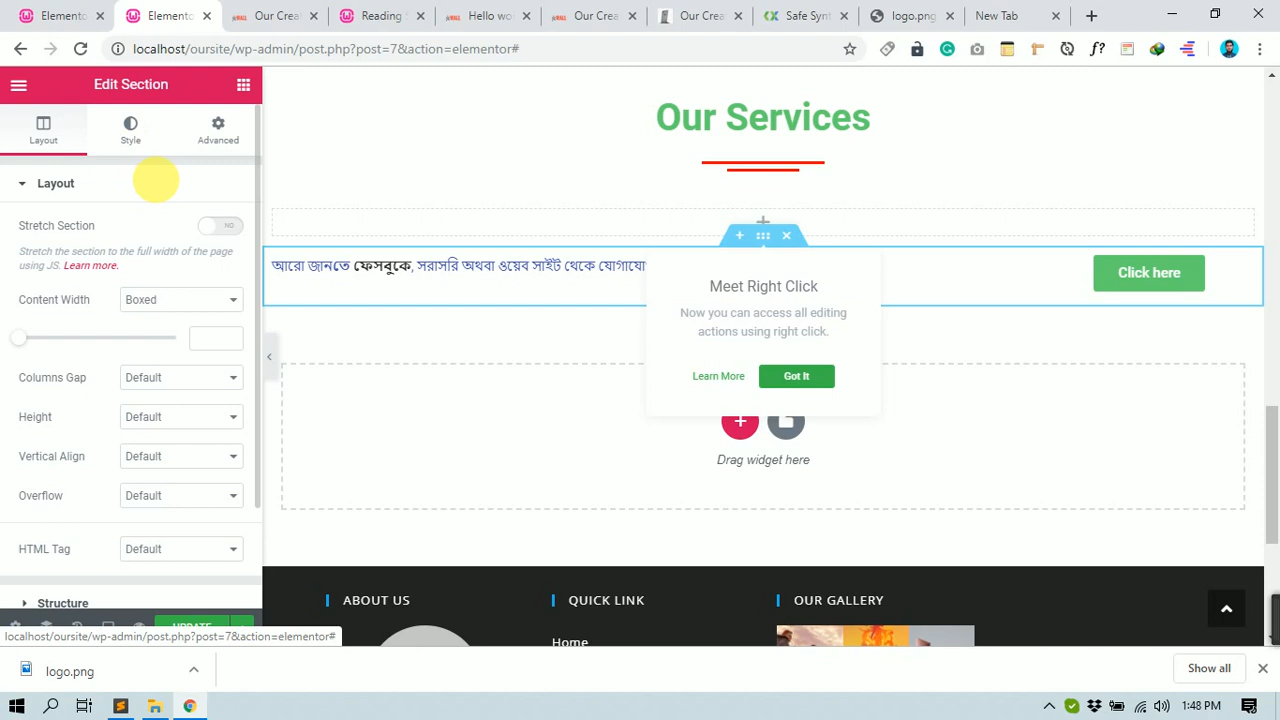 Elemento
Elemento
Our Crea
Reading S
Hello wo
Our Crea
Our Crea
Safe Sym
logo.png
New Tab
localhost/oursite/wp-admin/post.php?post=7&action=elementor#
Edit Section
Layout
Style
Advanced
Layout
Stretch Section
NO
Stretch the section to the full width of the page
using JS. Learn more.
Content Width
Boxed
Columns Gap
Default
Height
Default
Vertical Align
Default
Overflow
Default
HTML Tag
Default
Structure
UPDATE
Our Services
আরো জানতে ফেসবুকে, সরাসরি অথবা ওয়েব সাইট থেকে
Click here
Meet Right Click
Now you can access all editing
actions using right click.
Learn More
Got It
Drag widget here
ABOUT US
QUICK LINK
OUR GALLERY
Home
localhost/oursite/wp-admin/post.php?post=7&action=elementor#
logo.png
Show all
1:48 PM